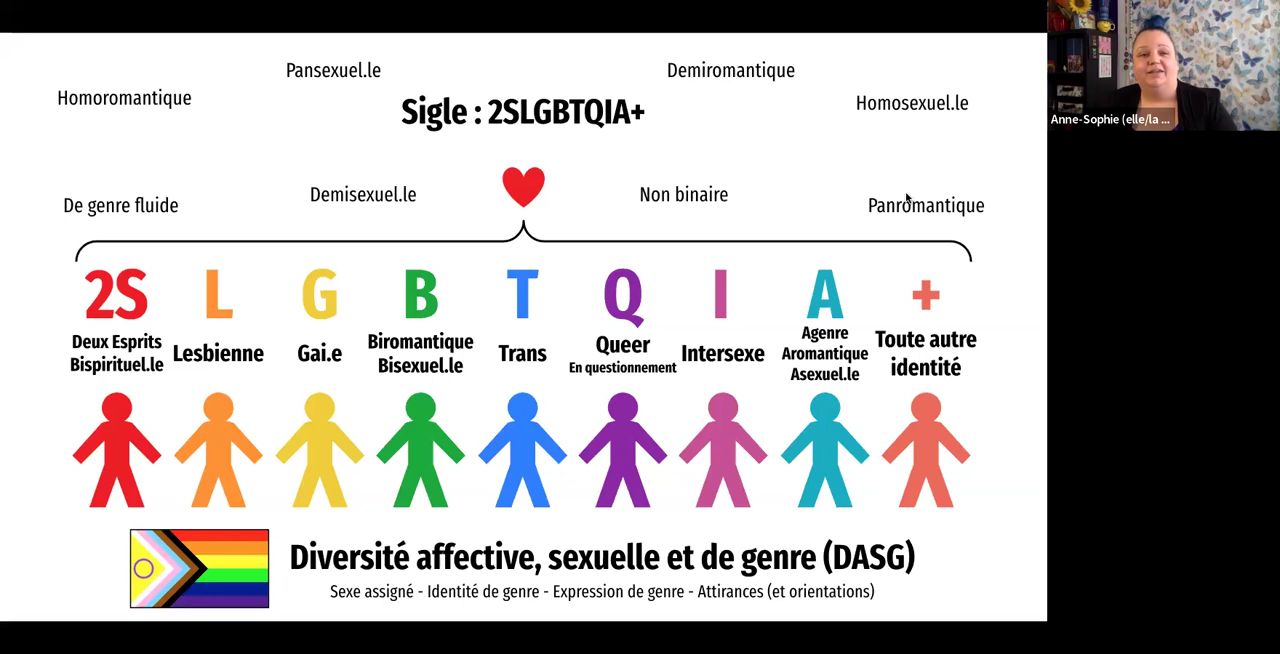 Pansexuel.le
Demiromantique
Homoromantique
Sigle : 2SLGBTQIA+
Homosexuel.le
Anne-Sophie (elle/la ...
De genre fluide
Demisexuel.le
Non binaire
Panromantique
2S
L
G
B
T
Q
I
A
+
Deux Esprits
Bispirituel.le
Lesbienne
Gai.e
Biromantique
Bisexuel.le
Trans
Queer
En questionnement
Intersexe
Agenre
Aromantique
Asexuel.le
Toute autre
identité
Diversité affective, sexuelle et de genre (DASG)
Sexe assigné - Identité de genre - Expression de genre - Attirances (et orientations)